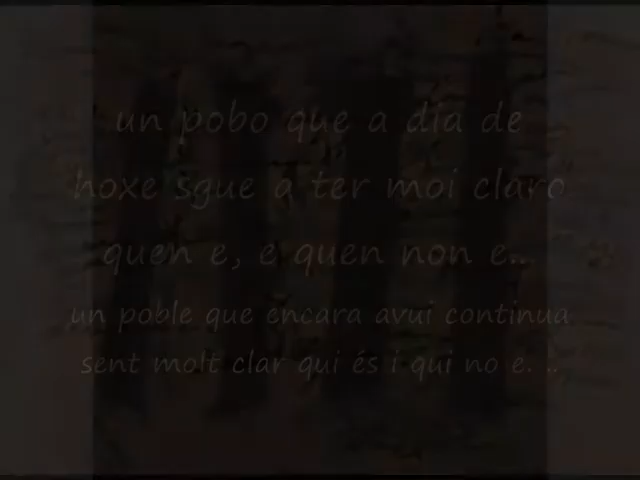 un pobo que a dia de
hoxe sgue a ter moi claro
quen e, e quen non e...
un poble que encara avui continua
sent molt clar qui és i qui no e. ..